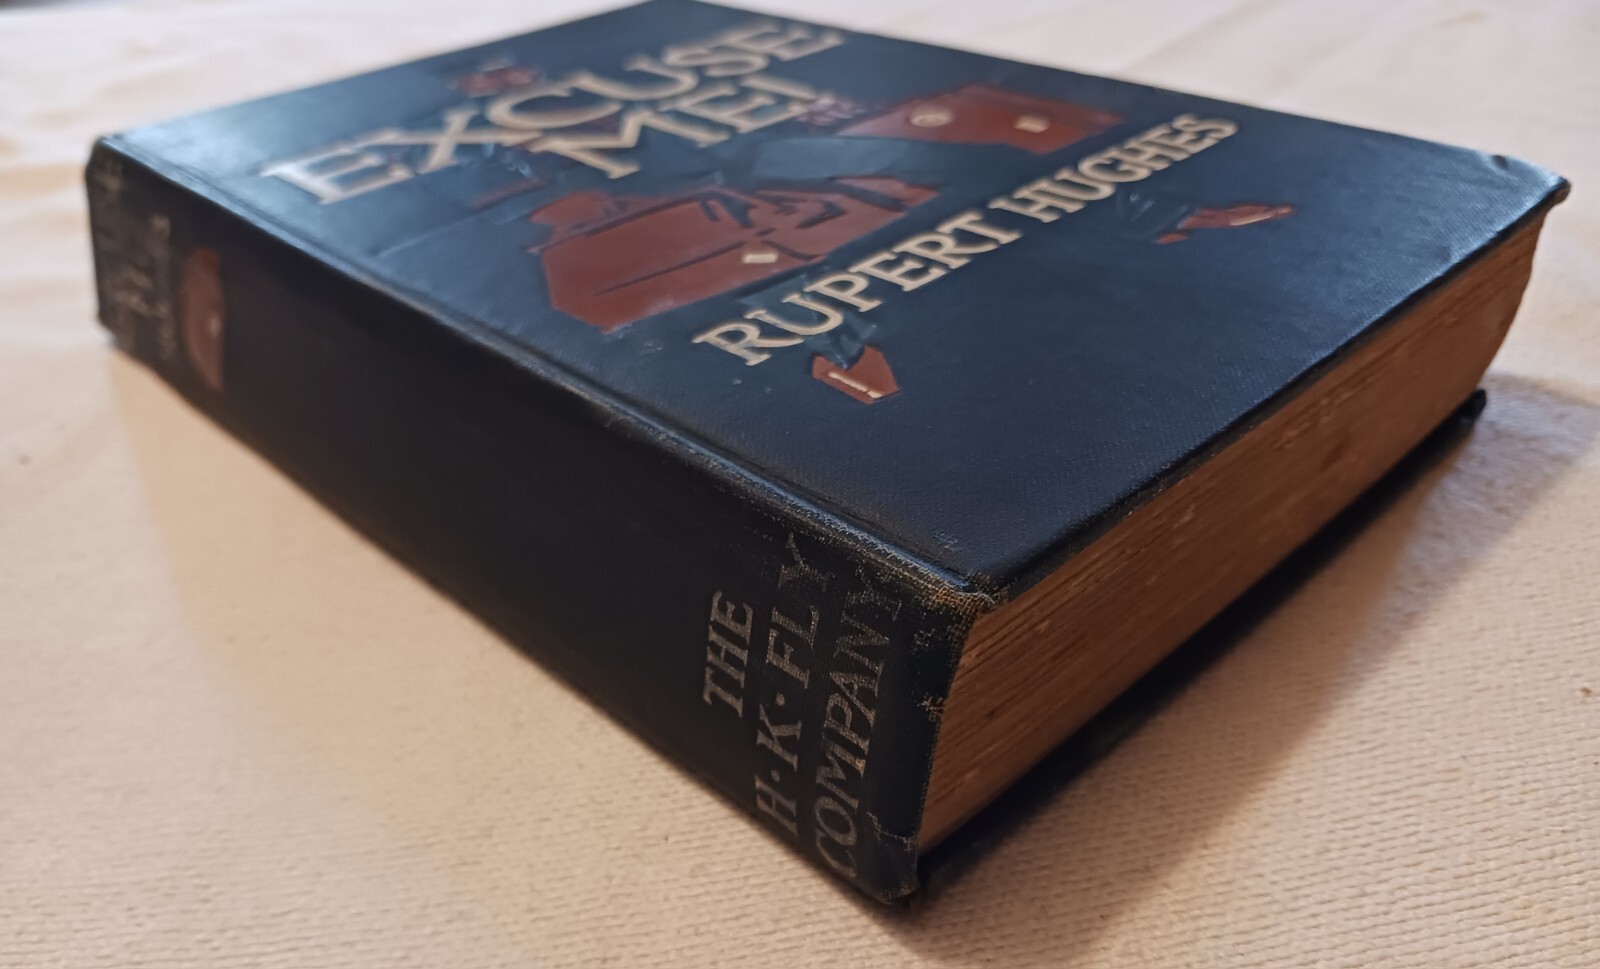 EXCUSE
ME!
RUPERT HUGHES
THE
H·K·FLY
COMPANY